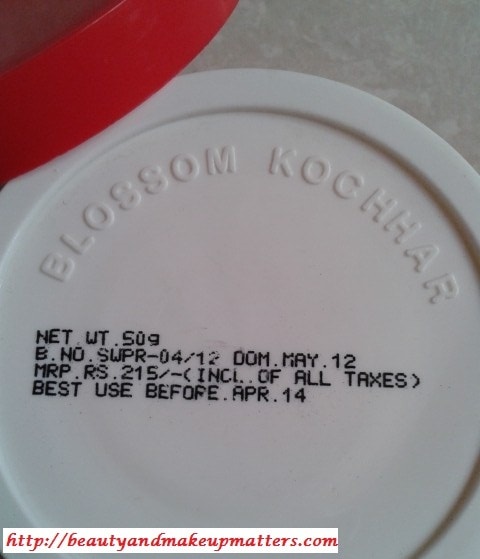 BLOSSOM KOCHHAR
NET.WT.50g
B.NO.SWPR-04/12 DOM.MAY.12
MRP.RS.215/-(INCL.OF ALL TAXES)
BEST USE BEFORE.APR.14
http://beautyandmakeupmatters.com